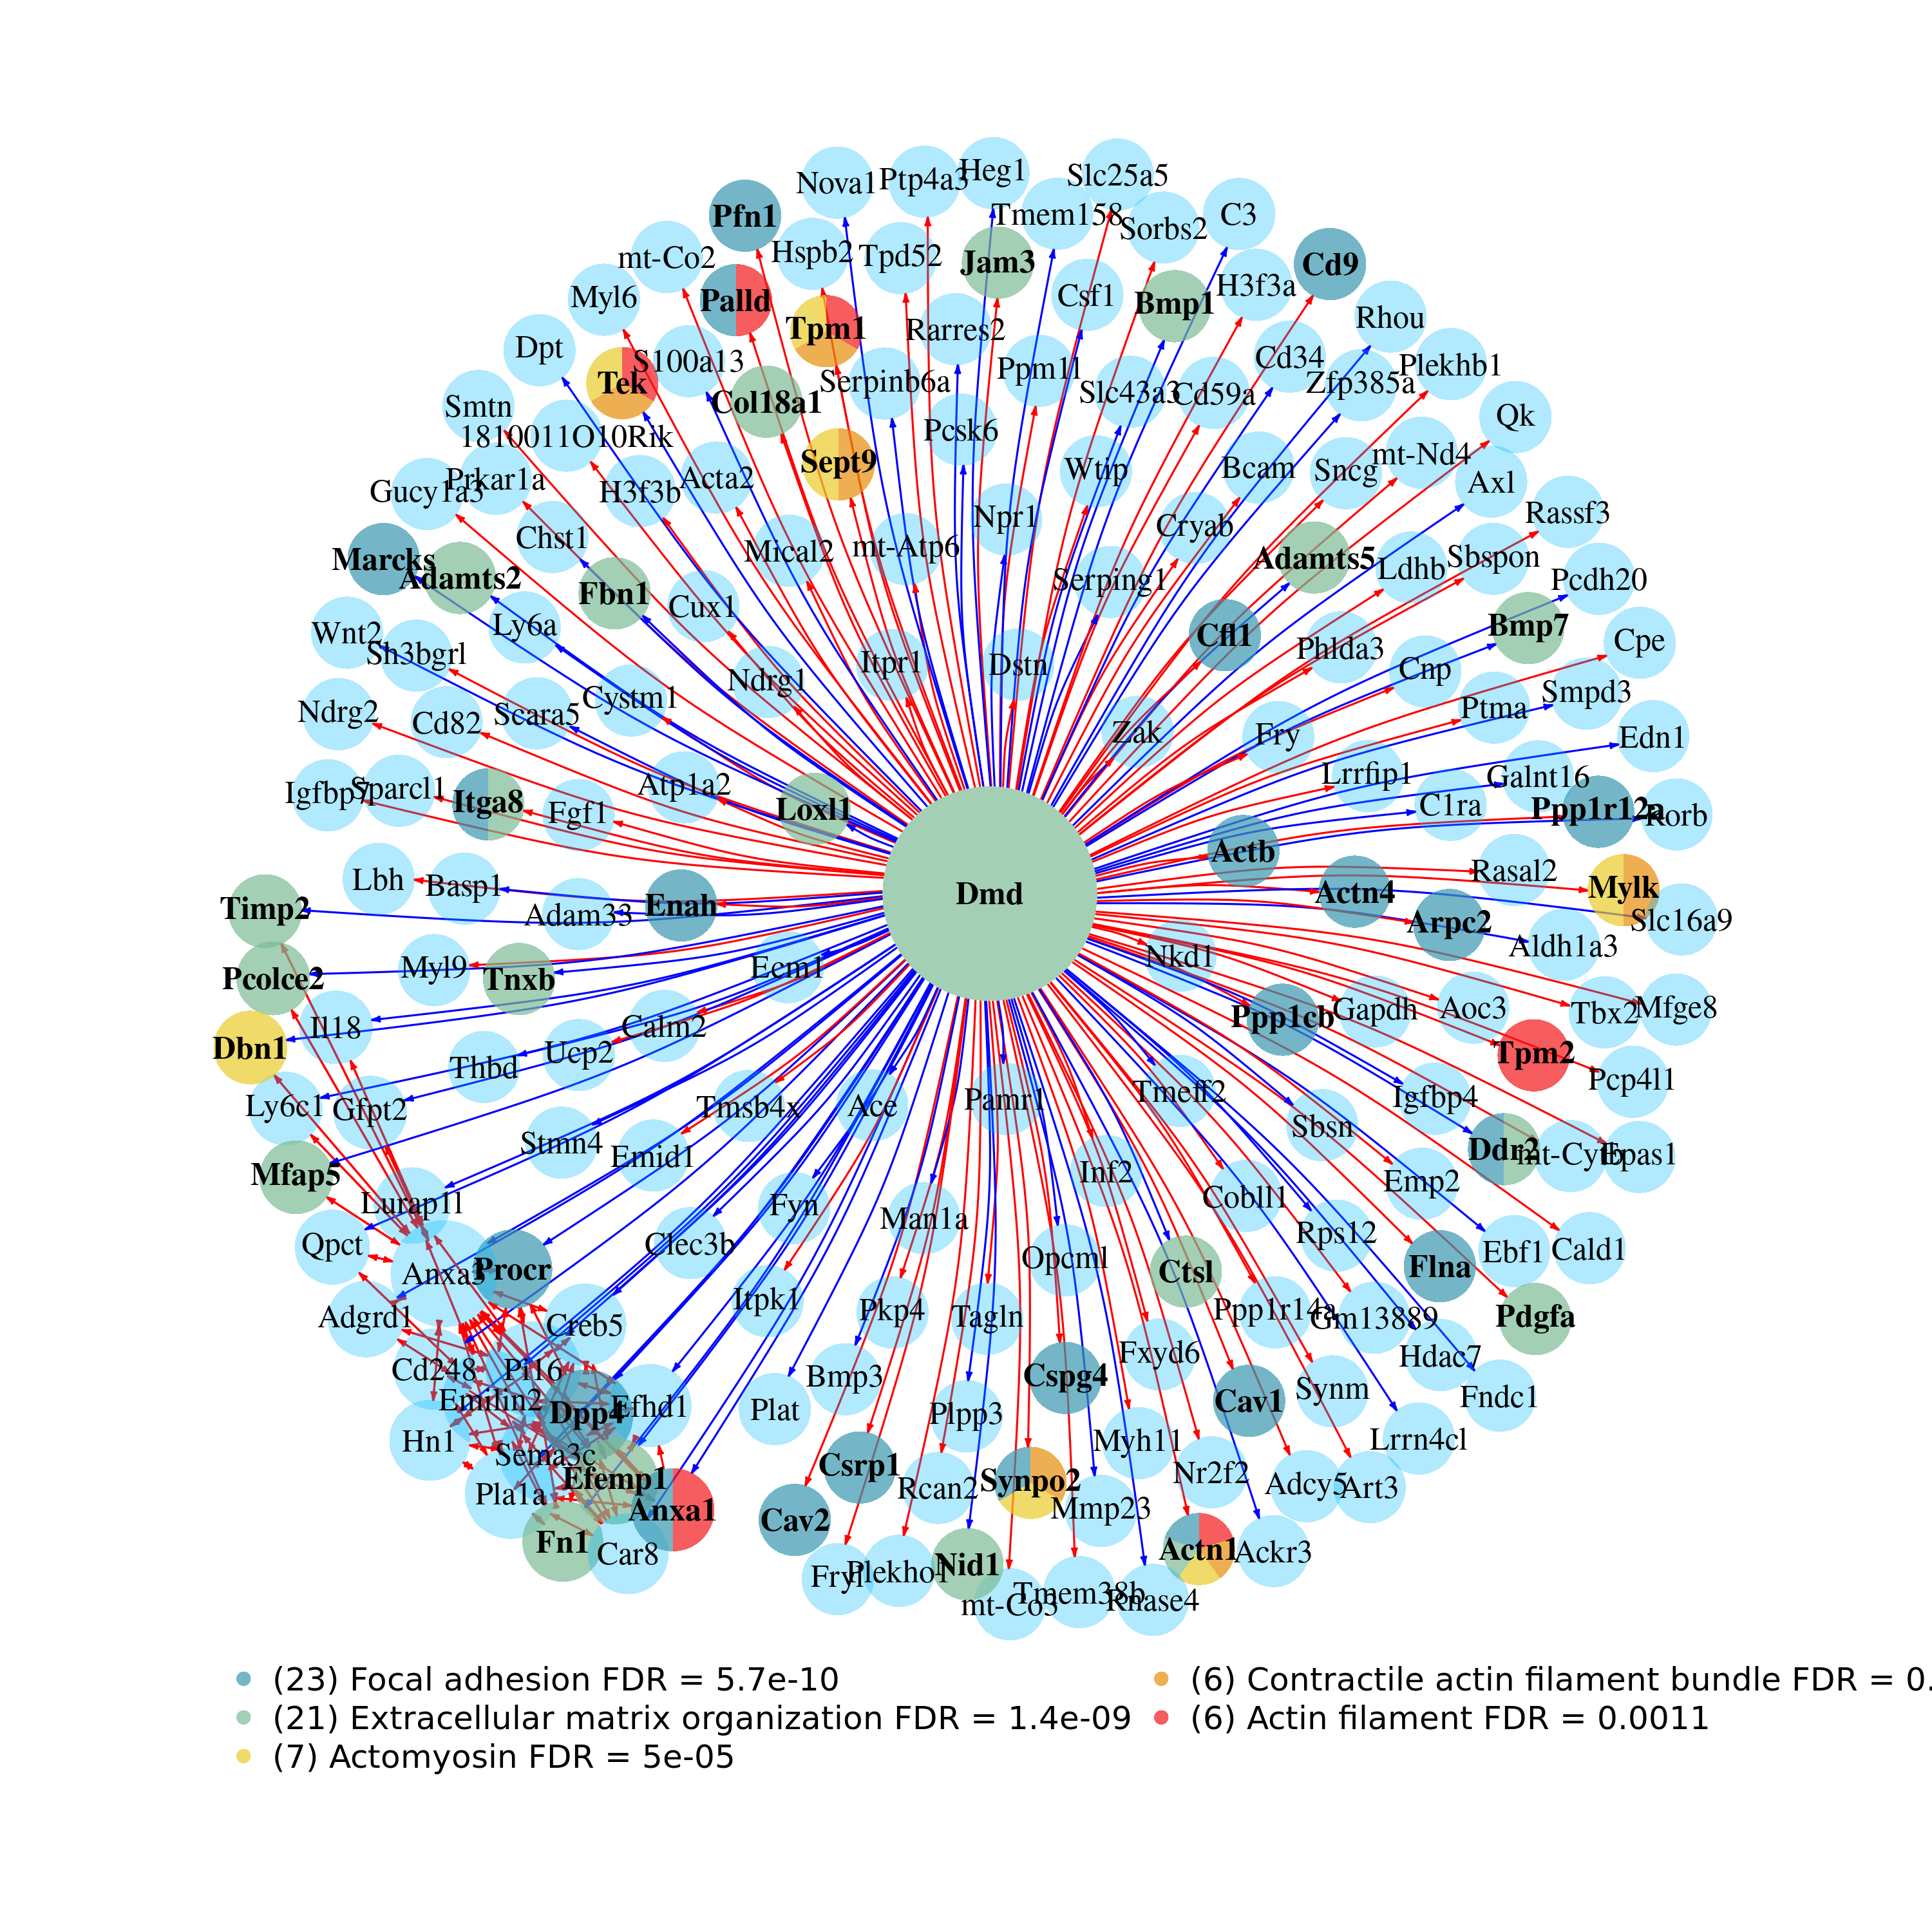 Heg1
Slc25a5
Nova1
Ptp4a3
Pfn1
Tmem158
C3
Sorbs2
Hspb2
Tpd52
mt-Co2
Jam3
Cd9
H3f3a
Myl6
Palld
Csf1
Bmp1
Tpm1
Rarres2
Rhou
Dpt
S100a13
Ppm1l
Cd34
Plekhb1
Tek
Serpinb6a
Slc43a3
Cd59a
Zfp385a
Smtn
Col18a1
Qk
1810011O10Rik
Pcsk6
Sept9
mt-Nd4
Gucy1a3
Prkar1a
H3f3b
Acta2
Wtip
Bcam
Sncg
Axl
Chst1
Mical2
mt-Atp6
Npr1
Cryab
Rassf3
Marcks
Adamts2
Fbn1
Cux1
Serping1
Adamts5
Ldhb
Sbspon
Pcdh20
Wnt2
Ly6a
Cfl1
Bmp7
Sh3bgrl
Itpr1
Dstn
Phlda3
Cnp
Cpe
Ndrg2
Cd82
Scara5
Cystm1
Ndrg1
Zak
Fry
Ptma
Smpd3
Edn1
Igfbp7
Sparcl1
Itga8
Fgf1
Atp1a2
Loxl1
Lrrfip1
C1ra
Galnt16
Ppp1r12a
Rorb
Lbh
Basp1
Dmd
Actb
Actn4
Rasal2
Mylk
Timp2
Adam33
Enah
Arpc2
Aldh1a3
Slc16a9
Pcolce2
Myl9
Tnxb
Ecm1
Nkd1
Il18
Calm2
Ppp1cb
Gapdh
Aoc3
Tbx2
Mfge8
Dbn1
Thbd
Ucp2
Tpm2
Pcp4l1
Ly6c1
Gfpt2
Tmsb4x
Ace
Pamr1
Tmeff2
Igfbp4
Mfap5
Stmn4
Emid1
Sbsn
Ddr2
mt-Cytb
Epas1
Lurap1l
Fyn
Man1a
Inf2
Cobll1
Emp2
Qpct
Anxa3
Procr
Clec3b
Opcml
Ctsl
Rps12
Flna
Ebf1
Cald1
Adgrd1
Creb5
Itpk1
Pkp4
Tagln
Ppp1r14a
Gm13889
Pdgfa
Cd248
Pi16
Bmp3
Cspg4
Fxyd6
Hdac7
Emilin2
Dpp4
Efhd1
Plat
Plpp3
Cav1
Synm
Fndc1
Hn1
Sema3c
Myh11
Lrrn4cl
Pla1a
Efemp1
Csrp1
Rcan2
Synpo2
Nr2f2
Adcy5
Art3
Anxa1
Cav2
Mmp23
Fn1
Car8
Fryl
Plekho1
Nid1
Actn1
Ackr3
mt-Co3
Tmem38b
Rnase4
(23) Focal adhesion FDR = 5.7e-10
(21) Extracellular matrix organization FDR = 1.4e-09
(7) Actomyosin FDR = 5e-05
(6) Contractile actin filament bundle FDR = 0.
(6) Actin filament FDR = 0.0011